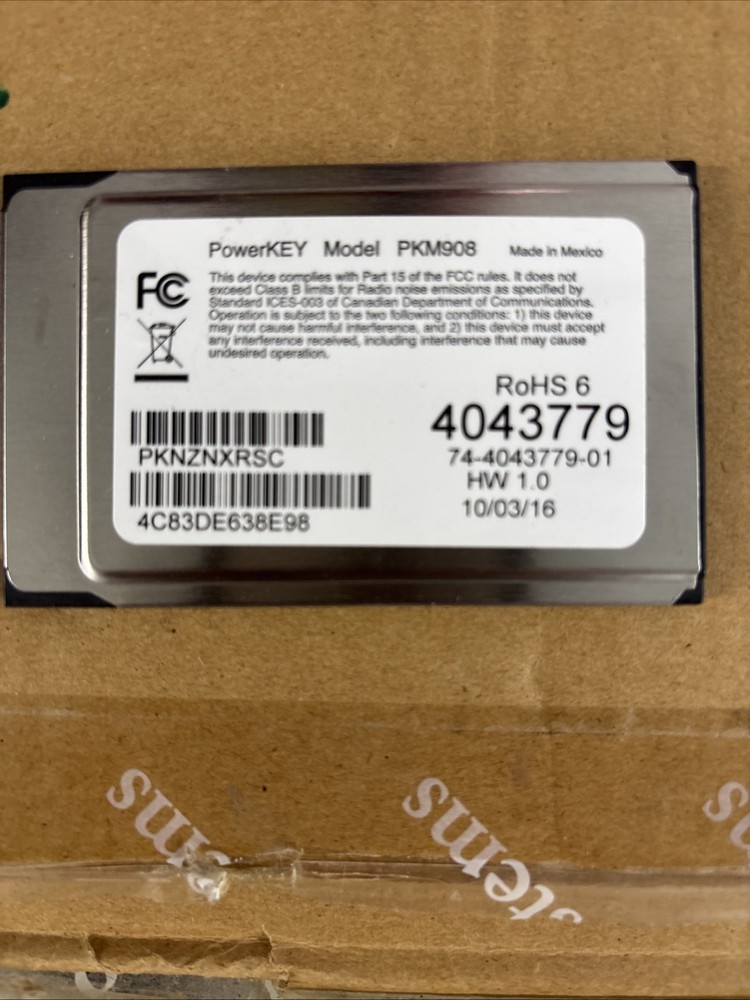 PowerKEY Model PKM908 Made in Mexico
FC
This device complies with Part 15 of the FCC rules. It does not
exceed Class B limits for Radio noise emissions as specified by
Standard ICES-003 of Canadian Department of Communications.
Operation is subject to the two following conditions: 1) this device
may not cause harmful interference, and 2) this device must accept
any interference received, including interference that may cause
undesired operation.
RoHS 6
4043779
PKNZNXRSC
74-4043779-01
HW 1.0
4C83DE638E98
10/03/16
stems
s